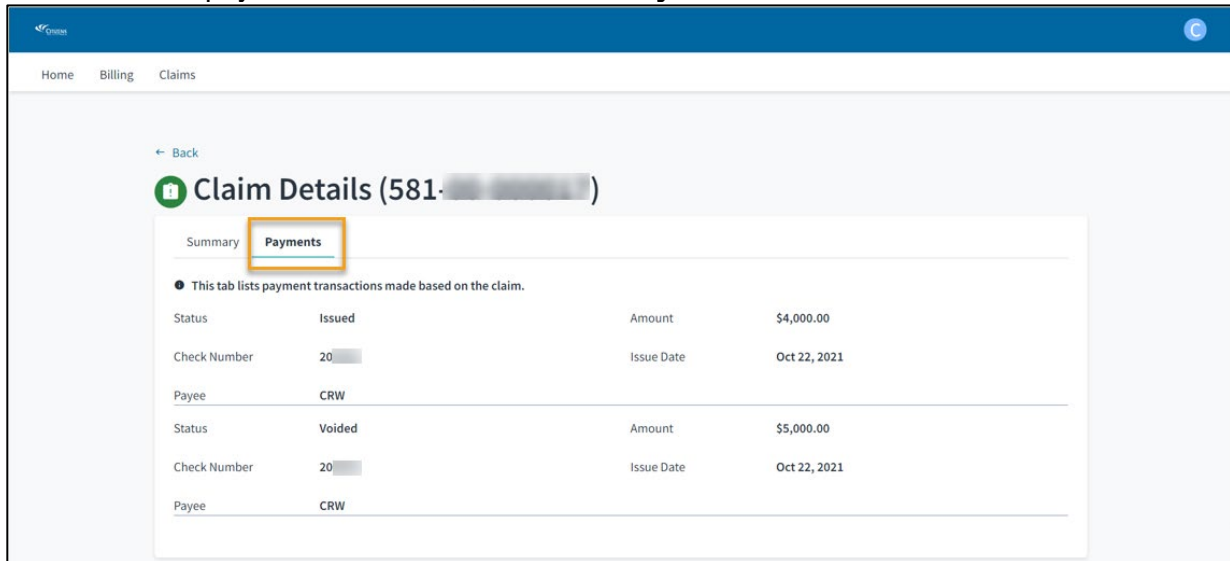 CITIZENS
C
Home Billing Claims
← Back
Claim Details (581- )
Summary Payments
This tab lists payment transactions made based on the claim.
Status Issued Amount $4,000.00
Check Number 20 Issue Date Oct 22, 2021
Payee CRW
Status Voided Amount $5,000.00
Check Number 20 Issue Date Oct 22, 2021
Payee CRW